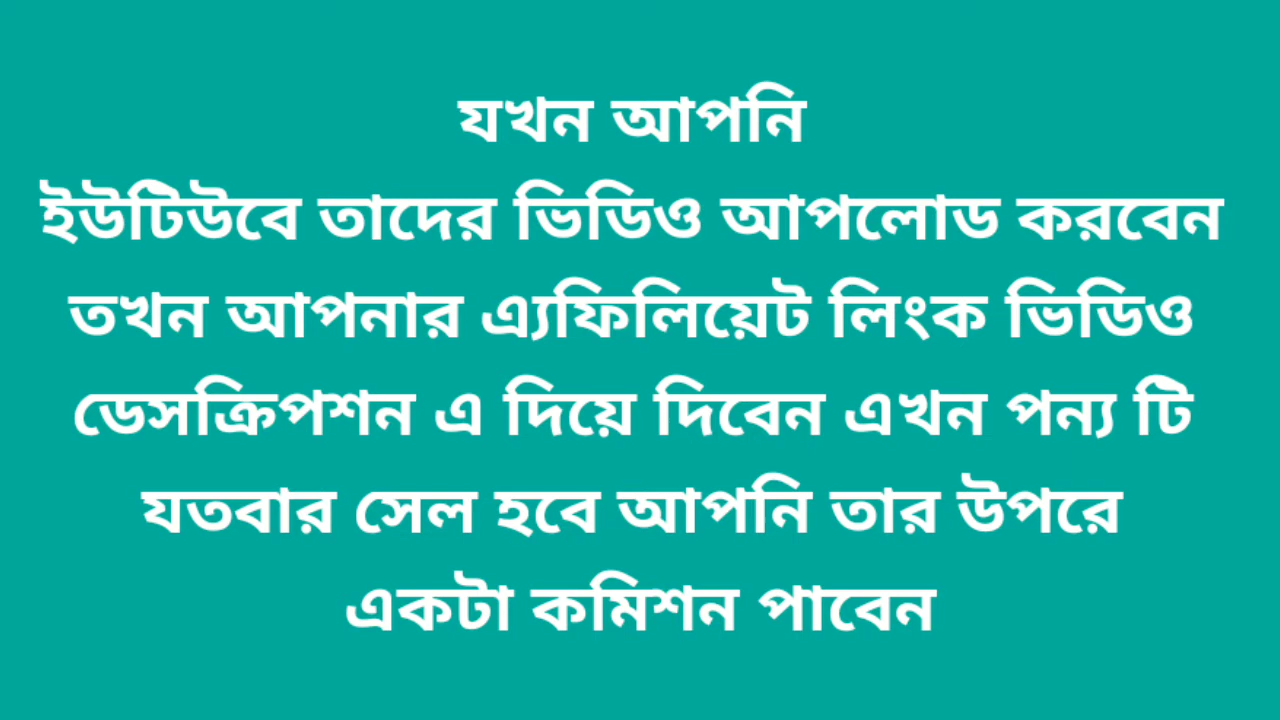 যখন আপনি
ইউটিউবে তাদের ভিডিও আপলোড করবেন
তখন আপনার এ্যফিলিয়েট লিংক ভিডিও
ডেসক্রিপশন এ দিয়ে দিবেন এখন পন্য টি
যতবার সেল হবে আপনি তার উপরে
একটা কমিশন পাবেন